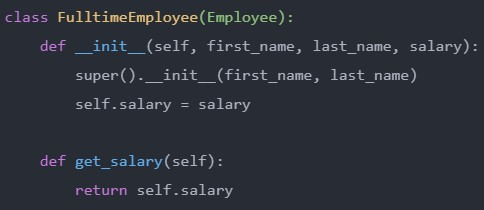 class FulltimeEmployee(Employee):
    def __init__(self, first_name, last_name, salary):
        super().__init__(first_name, last_name)
        self.salary = salary

    def get_salary(self):
        return self.salary